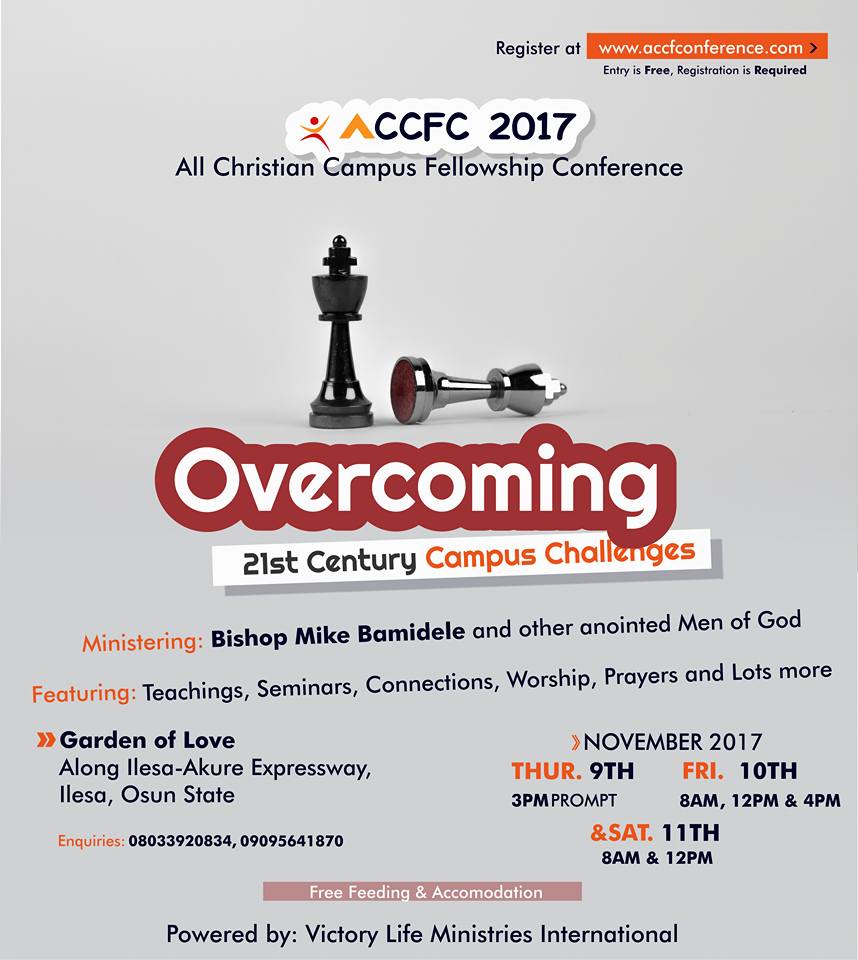 Register at www.accfconference.com >
Entry is Free, Registration is Required
ACCFC 2017
All Christian Campus Fellowship Conference
Overcoming
21st Century Campus Challenges
Ministering: Bishop Mike Bamidele and other anointed Men of God
Featuring: Teachings, Seminars, Connections, Worship, Prayers and Lots more
» Garden of Love
Along Ilesa-Akure Expressway,
Ilesa, Osun State
Enquiries: 08033920834, 09095641870
》NOVEMBER 2017
THUR. 9TH
3PM PROMPT
FRI. 10TH
8AM, 12PM & 4PM
&SAT. 11TH
8AM & 12PM
Free Feeding & Accomodation
Powered by: Victory Life Ministries International